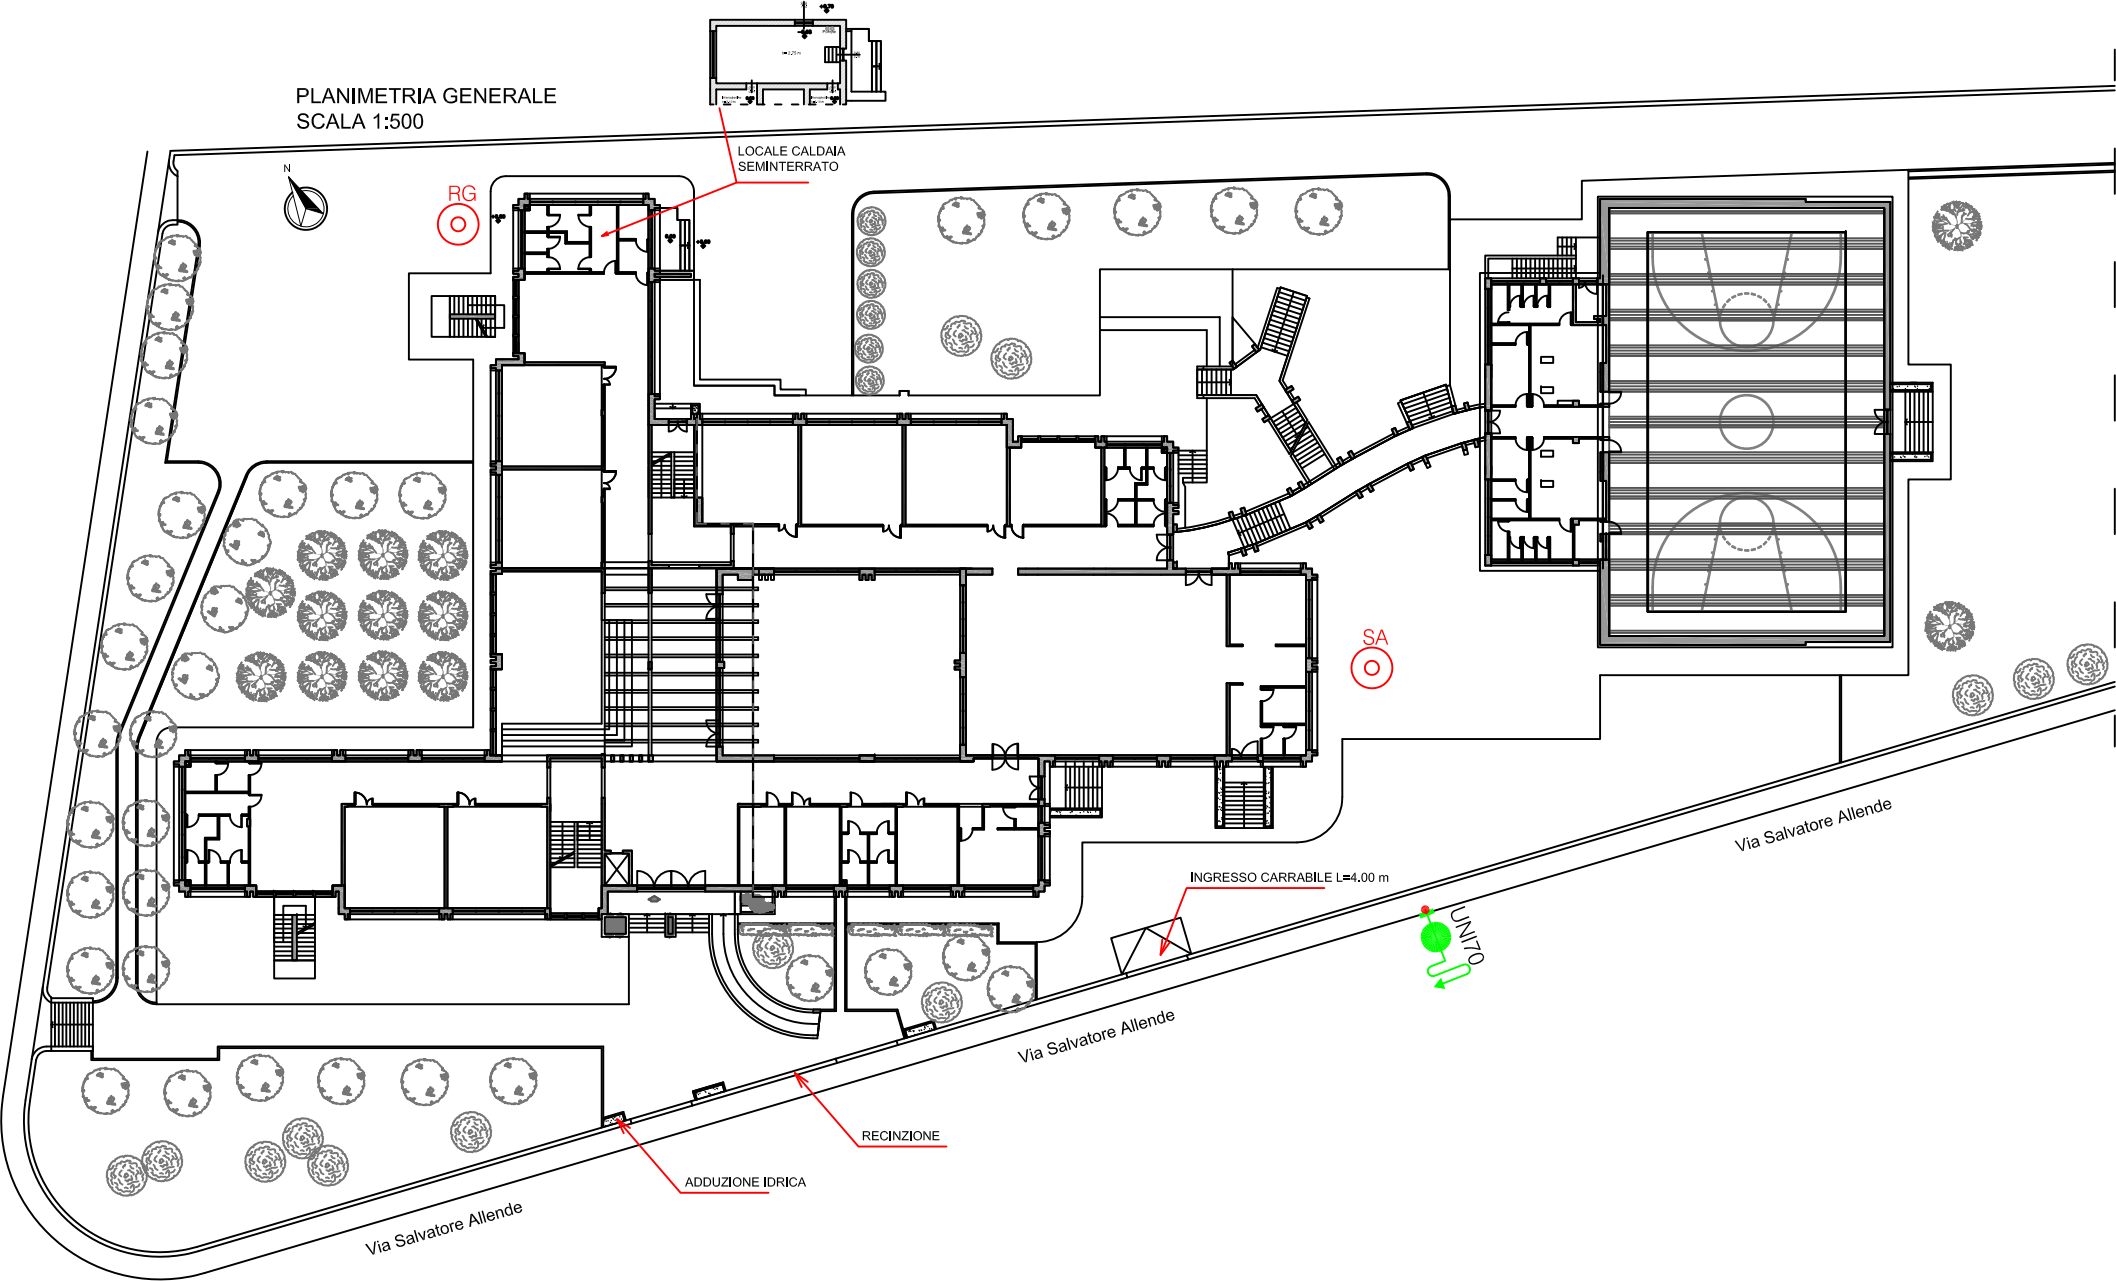 PLANIMETRIA GENERALE
SCALA 1:500
N
LOCALE CALDAIA
SEMINTERRATO
RG
SA
INGRESSO CARRABILE L=4.00 m
UNI70
Via Salvatore Allende
Via Salvatore Allende
RECINZIONE
ADDUZIONE IDRICA
Via Salvatore Allende